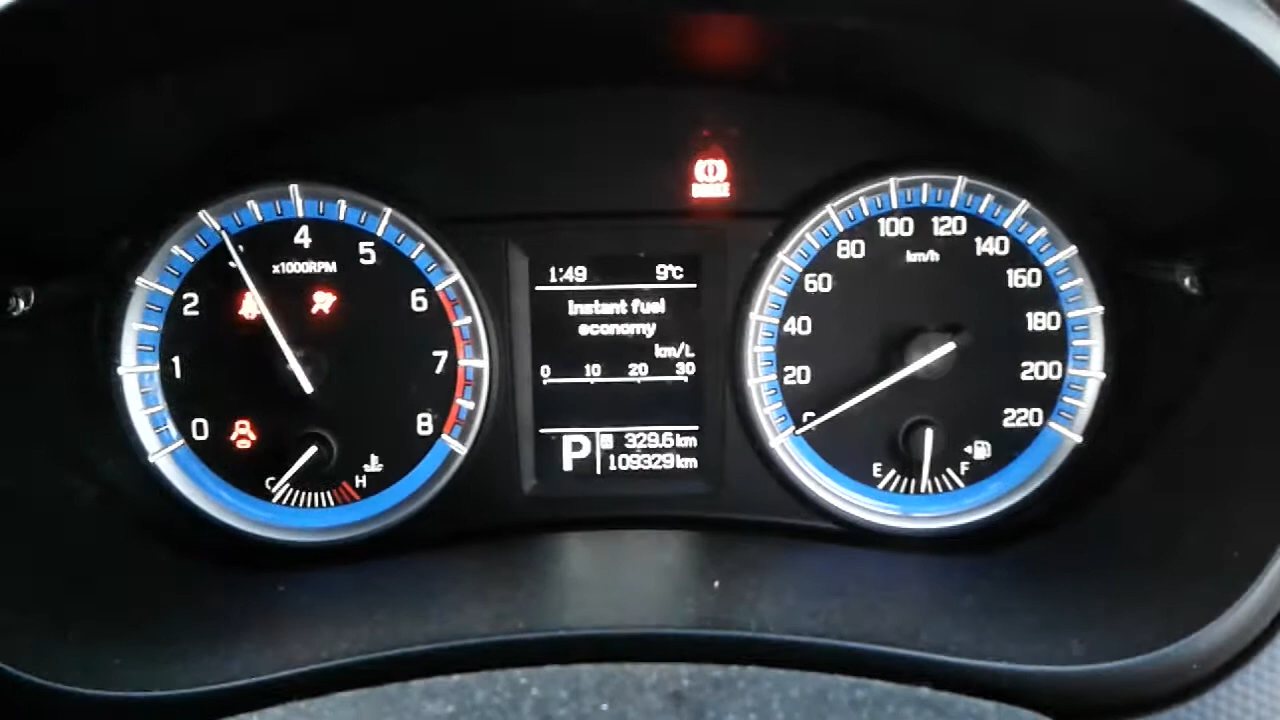 BRAKE
4
5
x1000RPM
2
6
1
7
0
8
C
H
1:49 9°C
Instant fuel
economy
km/L
0 10 20 30
P
329.6km
109329km
100 120
80 140
km/h
60 160
40 180
20 200
0 220
E F